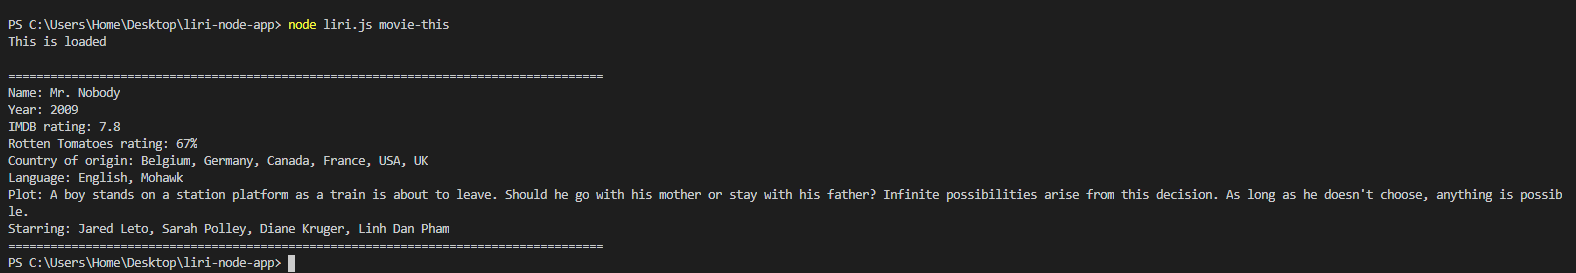 PS C:\Users\Home\Desktop\liri-node-app> node liri.js movie-this
This is loaded
=====================================================================================
Name: Mr. Nobody
Year: 2009
IMDB rating: 7.8
Rotten Tomatoes rating: 67%
Country of origin: Belgium, Germany, Canada, France, USA, UK
Language: English, Mohawk
Plot: A boy stands on a station platform as a train is about to leave. Should he go with his mother or stay with his father? Infinite possibilities arise from this decision. As long as he doesn't choose, anything is possib
le.
Starring: Jared Leto, Sarah Polley, Diane Kruger, Linh Dan Pham
=====================================================================================
PS C:\Users\Home\Desktop\liri-node-app>